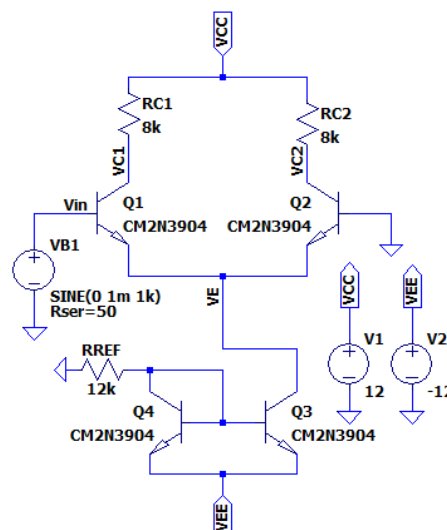 VCC
RC1
8k
RC2
8k
VC1
VC2
Vin
Q1
CM2N3904
Q2
CM2N3904
VB1
SINE(0 1m 1k)
Rser=50
VE
VCC
VEE
RREF
12k
V1
12
V2
-12
Q4
CM2N3904
Q3
CM2N3904
VEE